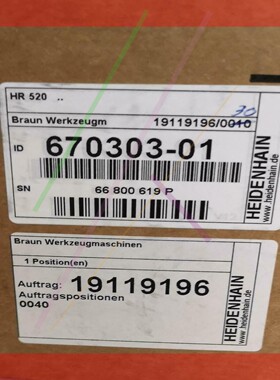 HR 520 ..
Braun Werkzeugm 19119196/0010
30
ID 670303-01
SN 66 800 619 P
HEIDENHAIN
www.heidenhain.de
Braun Werkzeugmaschinen
1 Position(en)
Auftrag: 19119196
Auftragspositionen
0040
HEIDENHAIN
www.heidenhain.de